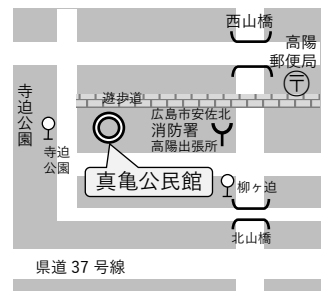 西山橋
高陽
郵便局
〒
遊歩道
寺迫公園
広島市安佐北
消防署
高陽出張所
寺迫
公園
真亀公民館
柳ヶ迫
北山橋
県道 37 号線